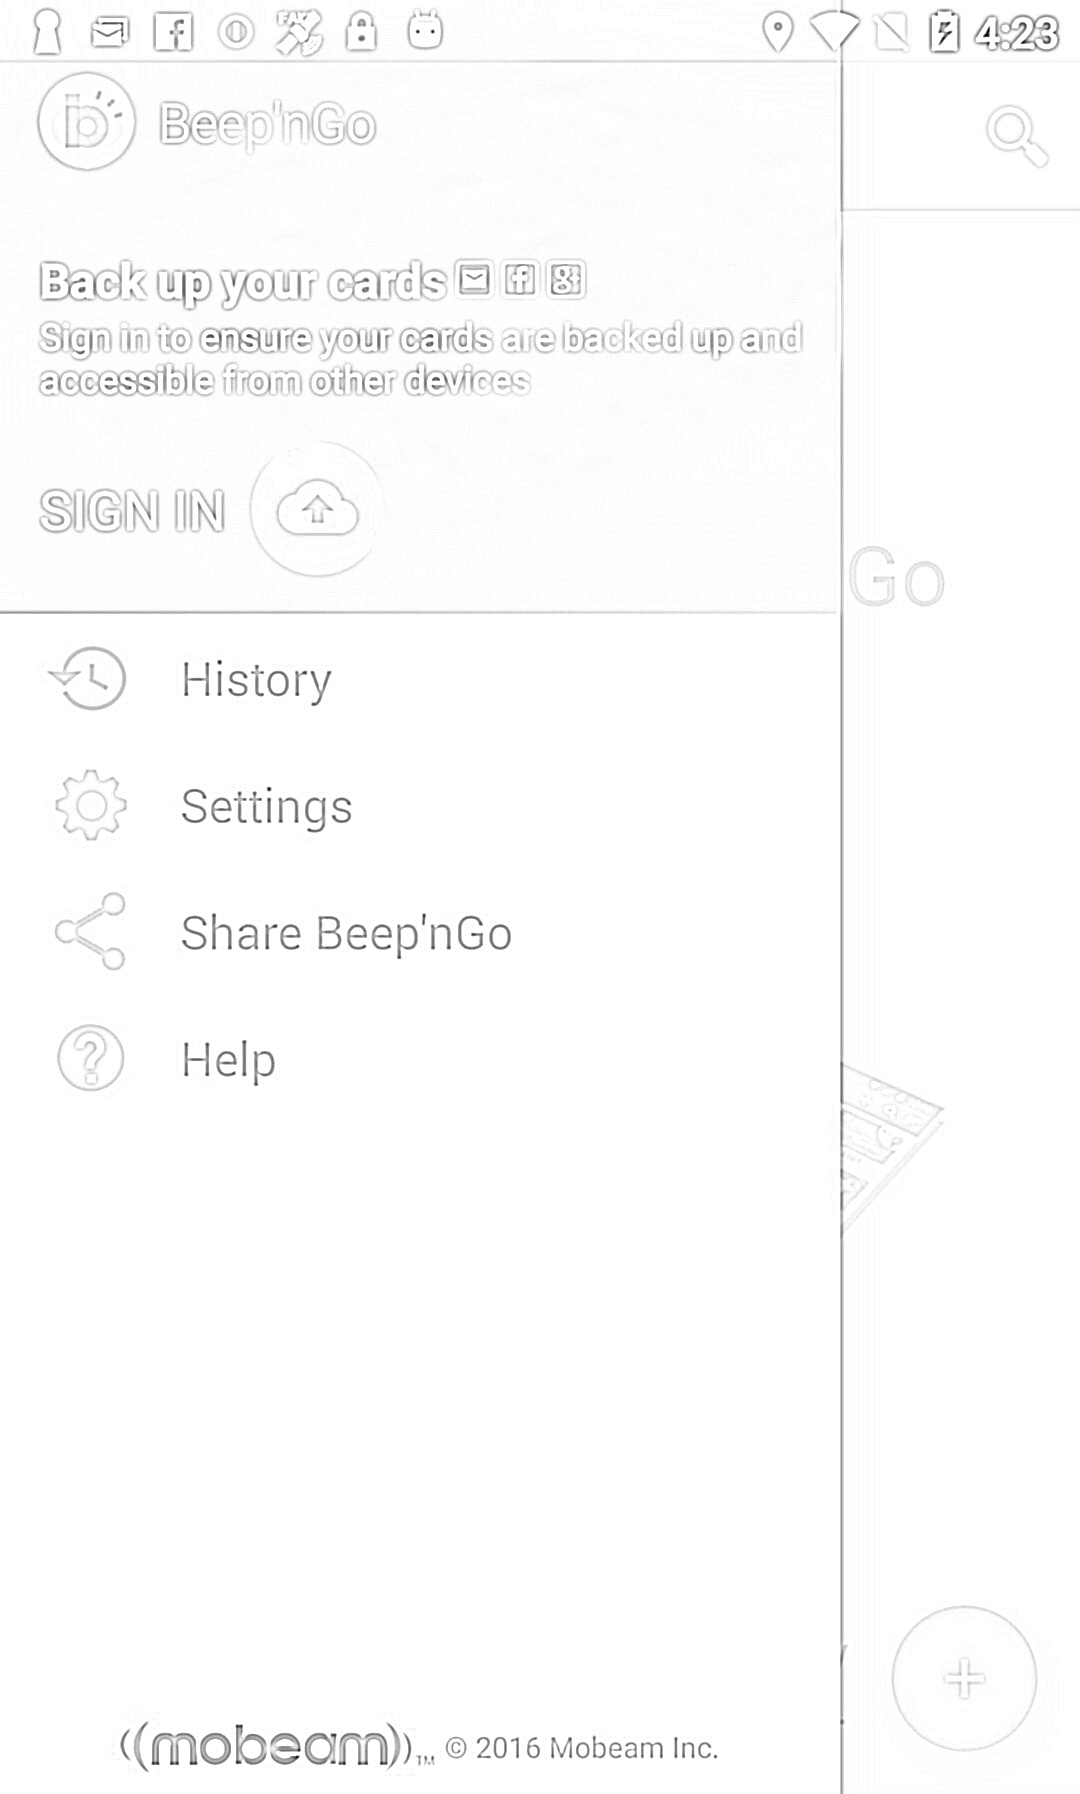 FAKE
4:23
Beep'nGo
Back up your cards
Sign in to ensure your cards are backed up and
accessible from other devices
SIGN IN
Go
History
Settings
Share Beep'nGo
Help
((mobeam))™ © 2016 Mobeam Inc.